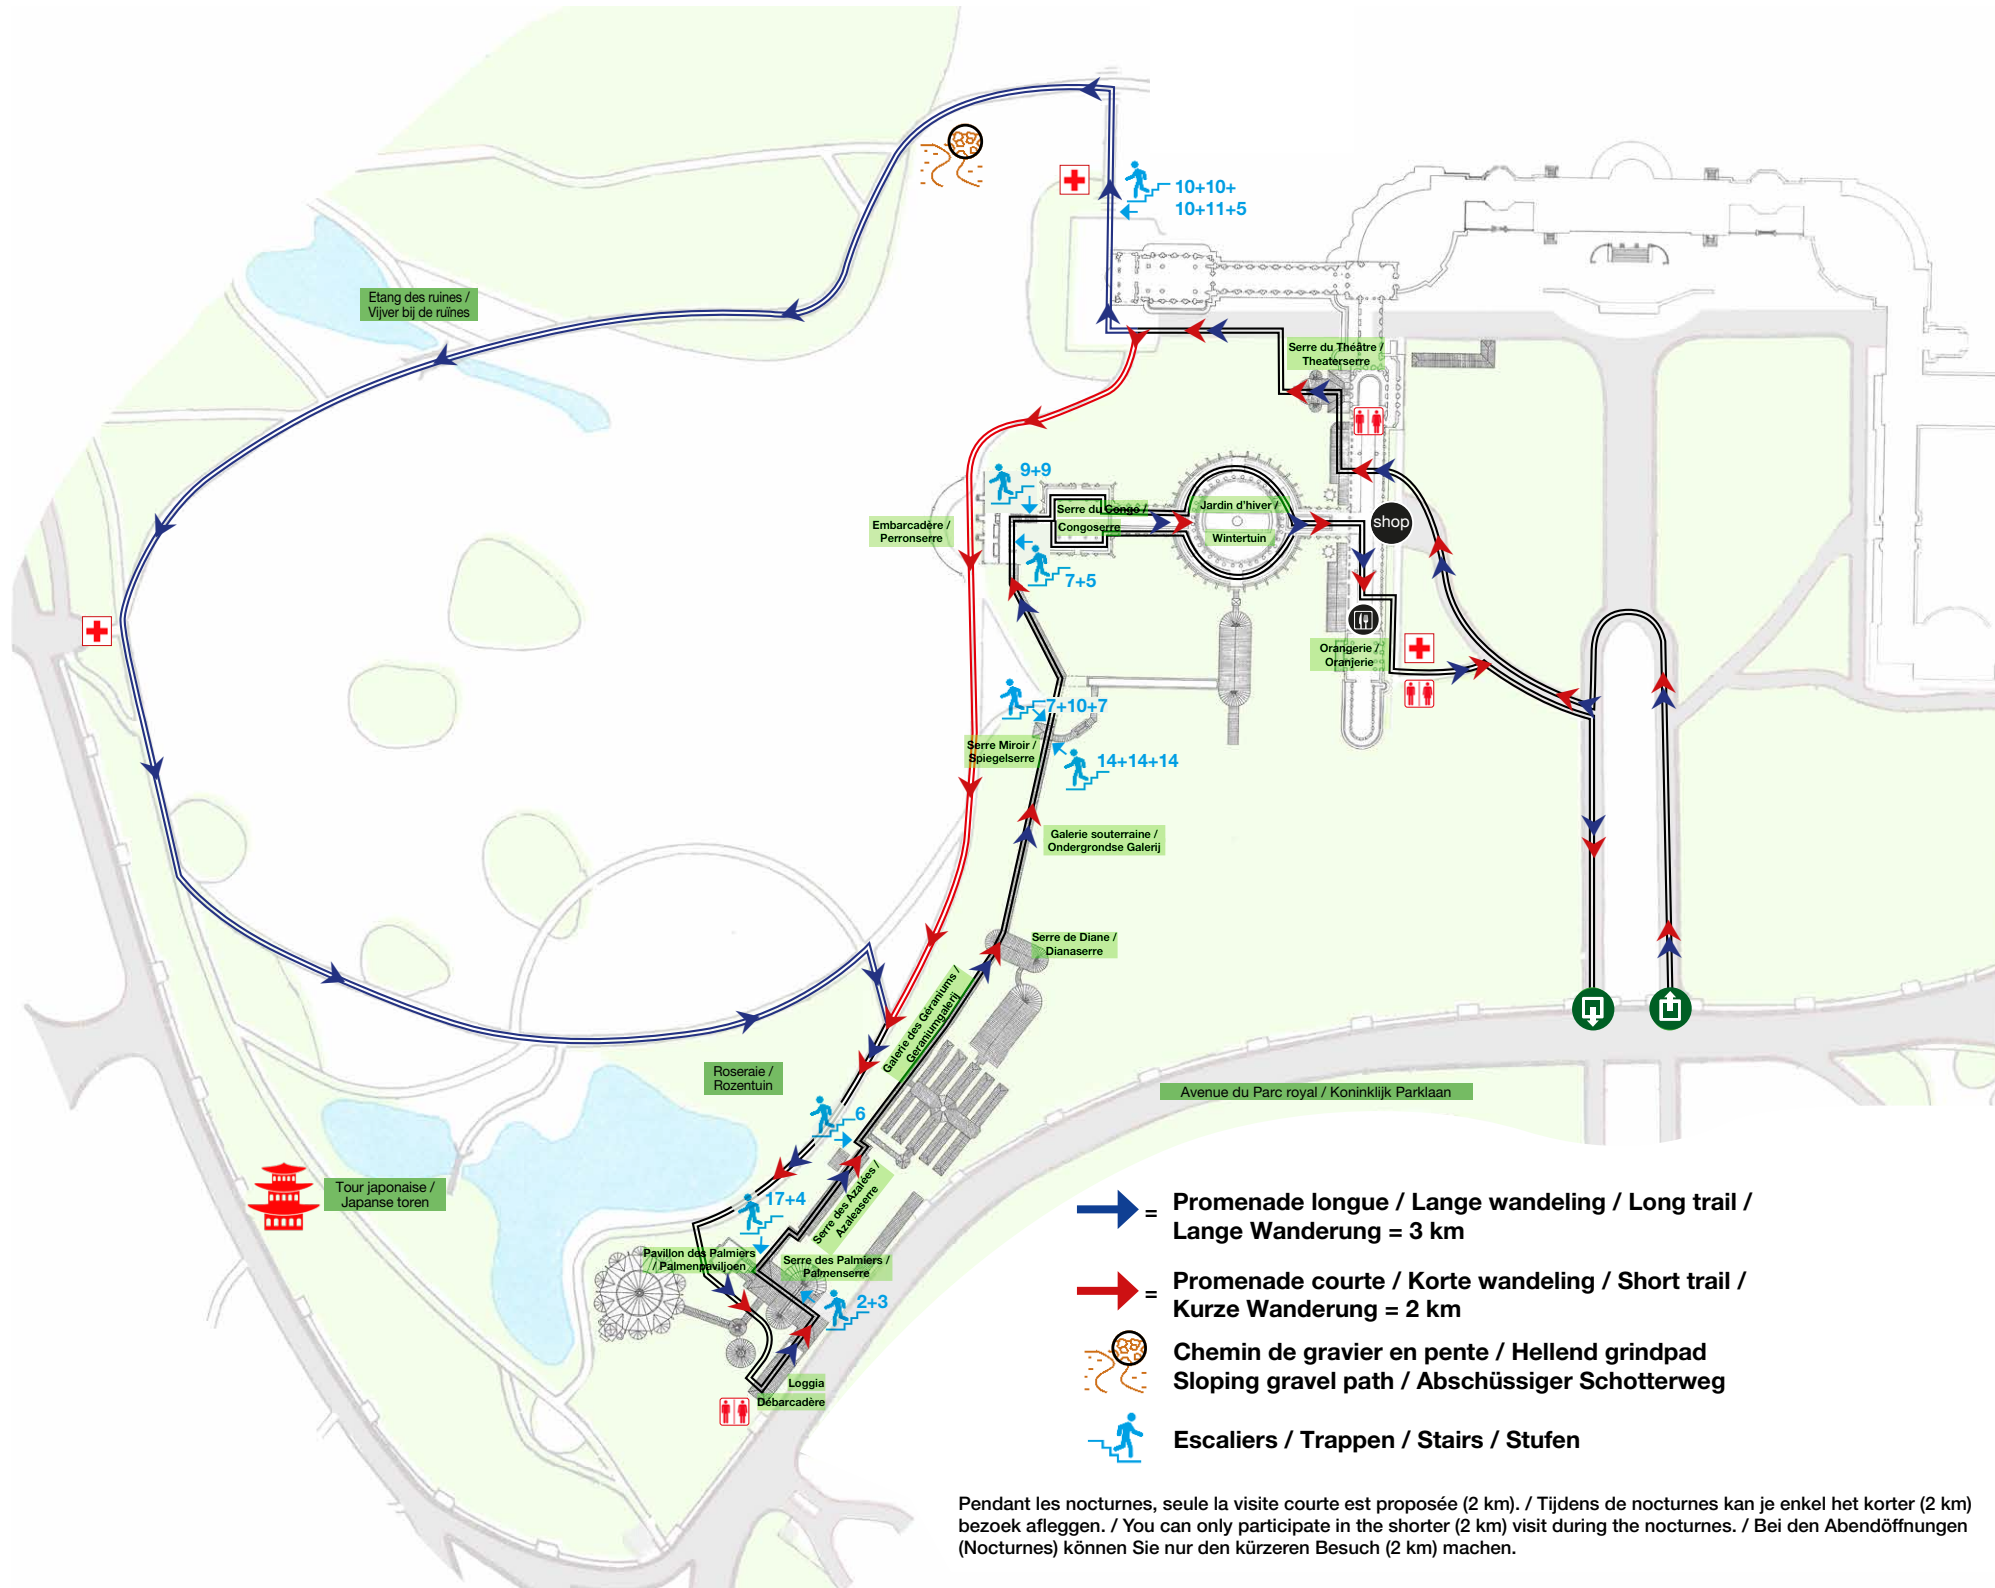 10+10+
10+11+5
Etang des ruines /
Vijver bij de ruïnes
Serre du Théâtre /
Theaterserre
9+9
Embarcadère /
Perronserre
Serre du Congo /
Congoserre
Jardin d'hiver /
Wintertuin
shop
7+5
Orangerie /
Oranjerie
7+10+7
Serre Miroir /
Spiegelserre
14+14+14
Galerie souterraine /
Ondergrondse Galerij
Serre de Diane /
Dianaserre
Galerie des Géraniums /
Geraniumgalerij
Roseraie /
Rozentuin
Avenue du Parc royal / Koninklijk Parklaan
6
Tour japonaise /
Japanse toren
17+4
Serre des Azalées /
Azaleaserre
Pavillon des Palmiers
/ Palmenpaviljoen
Serre des Palmiers /
Palmenserre
2+3
Loggia
Débarcadère
= Promenade longue / Lange wandeling / Long trail /
Lange Wanderung = 3 km
= Promenade courte / Korte wandeling / Short trail /
Kurze Wanderung = 2 km
Chemin de gravier en pente / Hellend grindpad
Sloping gravel path / Abschüssiger Schotterweg
Escaliers / Trappen / Stairs / Stufen
Pendant les nocturnes, seule la visite courte est proposée (2 km). / Tijdens de nocturnes kan je enkel het korter (2 km)
bezoek afleggen. / You can only participate in the shorter (2 km) visit during the nocturnes. / Bei den Abendöffnungen
(Nocturnes) können Sie nur den kürzeren Besuch (2 km) machen.